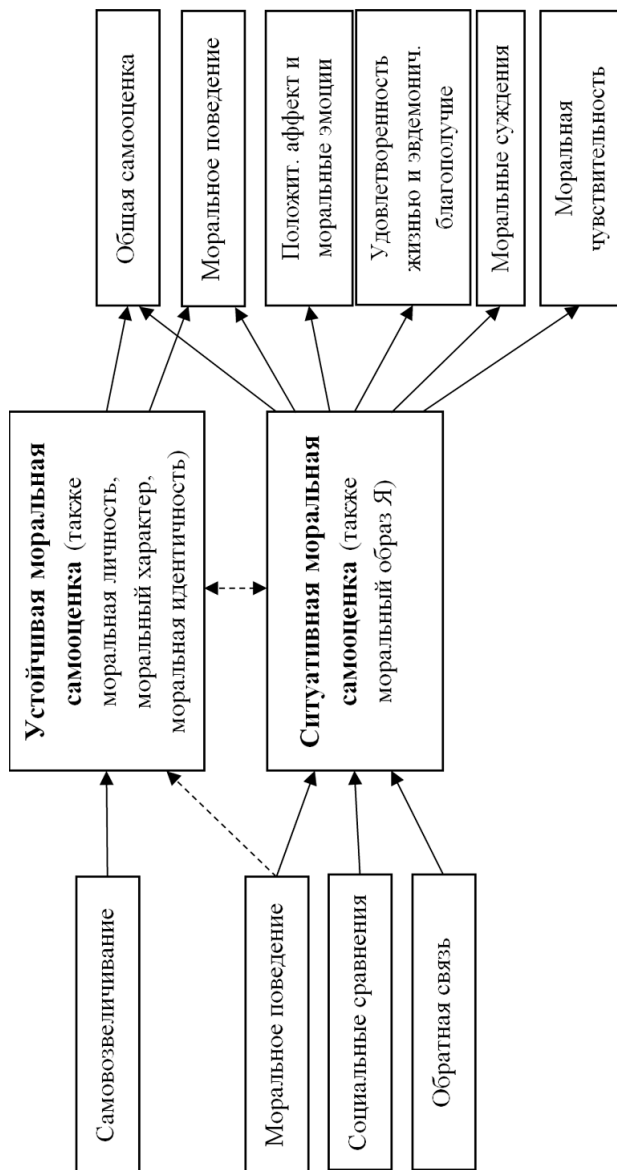 Самовозвеличивание
Моральное поведение
Социальные сравнения
Обратная связь
Устойчивая моральная
самооценка (также
моральная личность,
моральный характер,
моральная идентичность)
Ситуативная моральная
самооценка (также
моральный образ Я)
Общая самооценка
Моральное поведение
Положит. аффект и
моральные эмоции
Удовлетворенность
жизнью и эвдемонич.
благополучие
Моральные суждения
Моральная
чувствительность